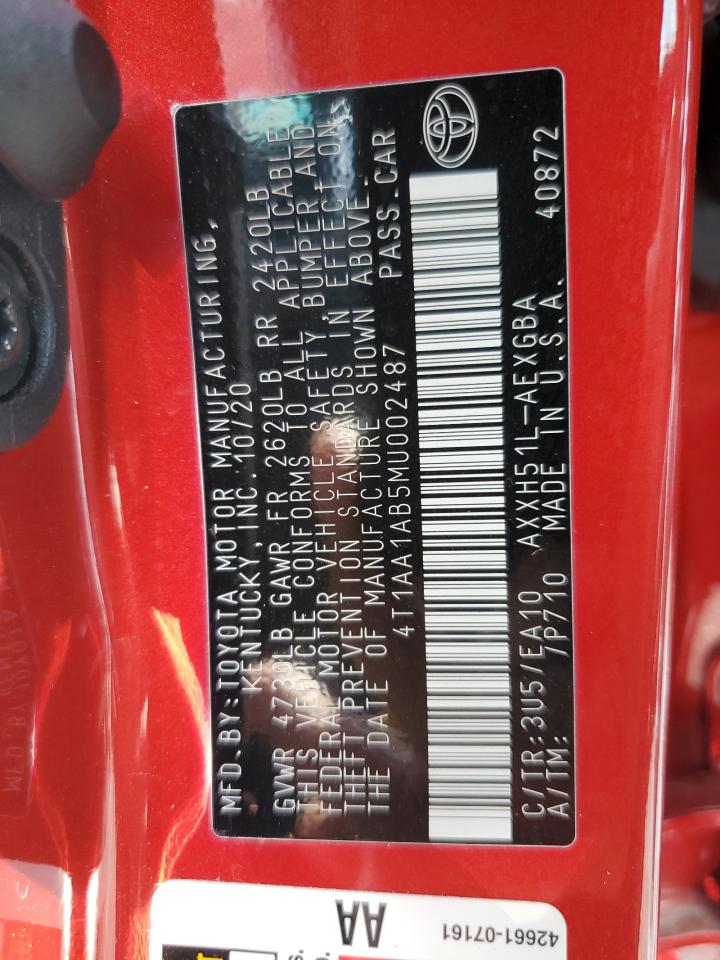 MFD.BY:TOYOTA MOTOR MANUFACTURING,
KENTUCKY,INC.10/20
GVWR 4730LB GAWR FR 2620LB RR 2420LB
THIS VEHICLE CONFORMS TO ALL APPLICABLE
FEDERAL MOTOR VEHICLE SAFETY,BUMPER AND
THEFT PREVENTION STANDARDS IN EFFECT ON
THE DATE OF MANUFACTURE SHOWN ABOVE.
4T1AA1AB5MU002487 PASS.CAR
C/TR:3U5/EA10 AXXH51L-AEXGBA
A/TM: /P710 MADE IN U.S.A. 40872
AA
42661-07161